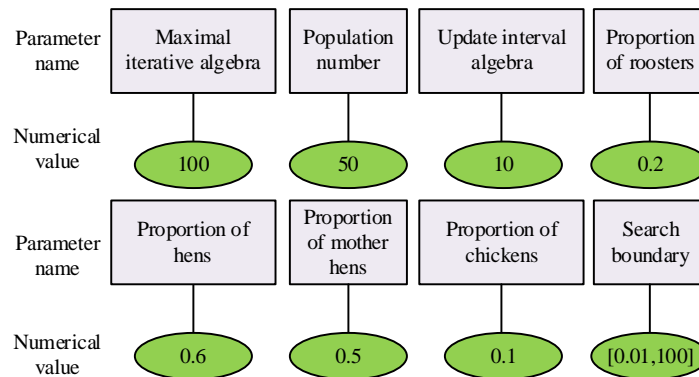 Parameter
name
Maximal
iterative algebra
Population
number
Update interval
algebra
Proportion
of roosters
Numerical
value
100
50
10
0.2
Parameter
name
Proportion of
hens
Proportion
of mother
hens
Proportion of
chickens
Search
boundary
Numerical
value
0.6
0.5
0.1
[0.01,100]